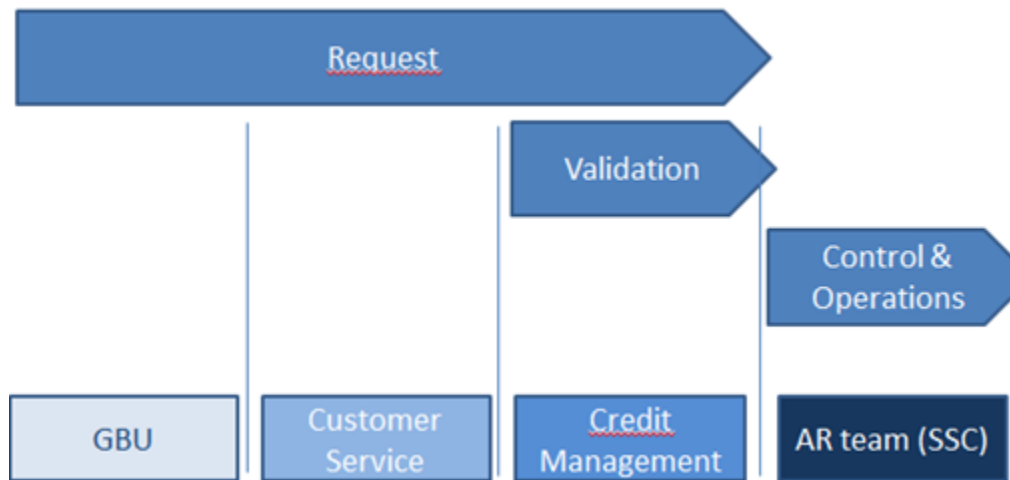 Request
Validation
Control &
Operations
GBU
Customer
Service
Credit
Management
AR team (SSC)